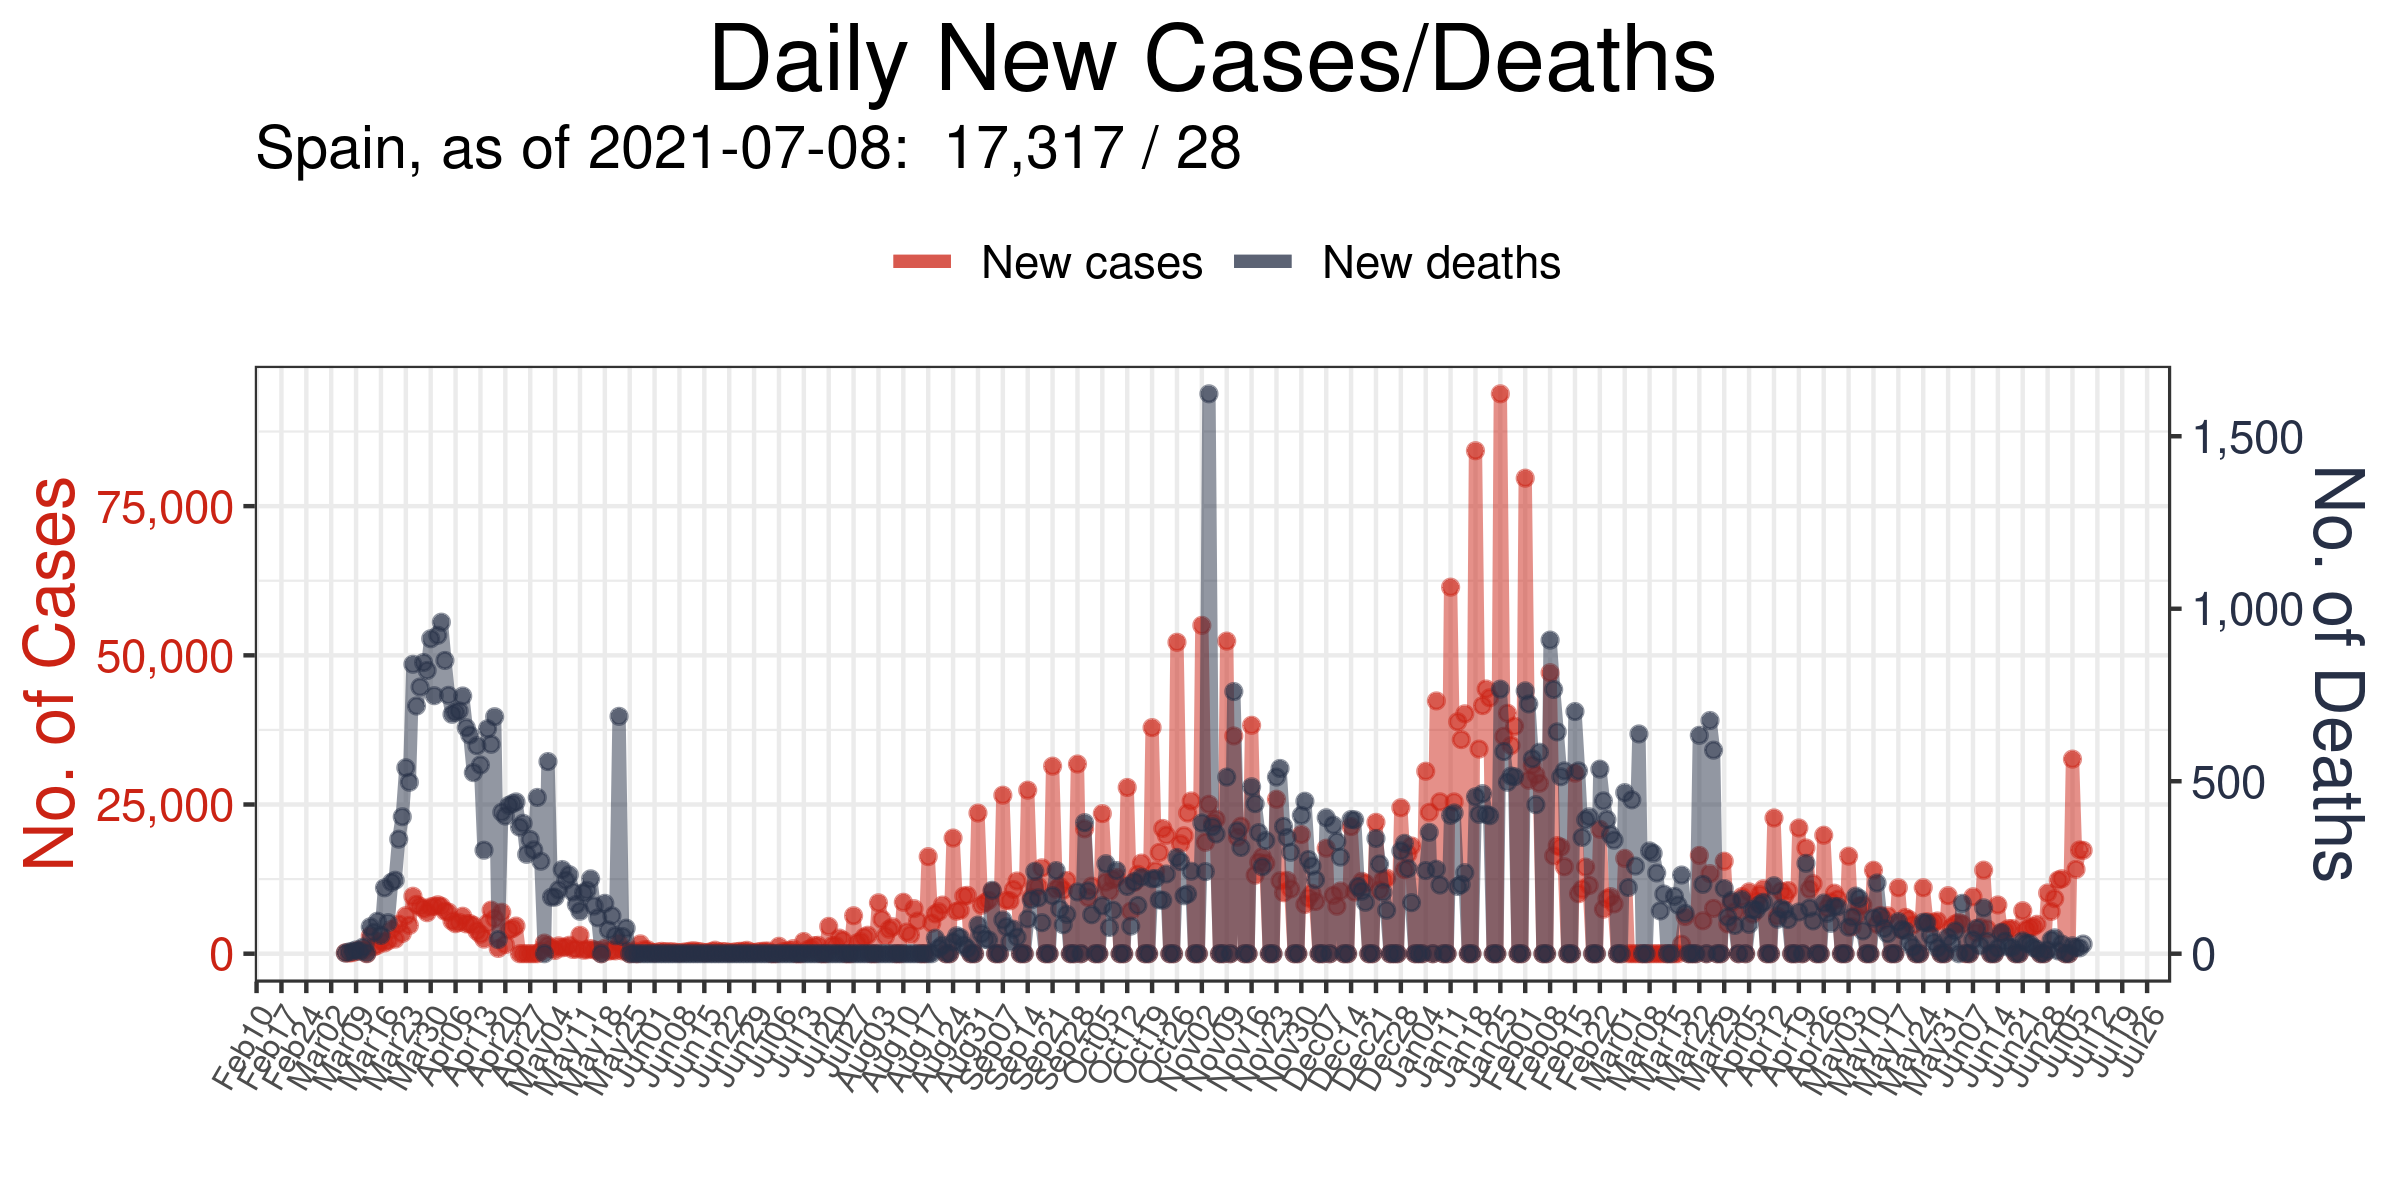 Daily New Cases/Deaths
Spain, as of 2021-07-08: 17,317 / 28
New cases
New deaths
No. of Cases
75,000
50,000
25,000
0
1,500
1,000
500
0
No. of Deaths
Feb10
Feb17
Feb24
Mar02
Mar09
Mar16
Mar23
Mar30
Apr06
Apr13
Apr20
Apr27
May04
May11
May18
May25
Jun01
Jun08
Jun15
Jun22
Jun29
Jul06
Jul13
Jul20
Jul27
Aug03
Aug10
Aug17
Aug24
Aug31
Sep07
Sep14
Sep21
Sep28
Oct05
Oct12
Oct19
Oct26
Nov02
Nov09
Nov16
Nov23
Nov30
Dec07
Dec14
Dec21
Dec28
Jan04
Jan11
Jan18
Jan25
Feb01
Feb08
Feb15
Feb22
Mar01
Mar08
Mar15
Mar22
Mar29
Apr05
Apr12
Apr19
Apr26
May03
May10
May17
May24
May31
Jun07
Jun14
Jun21
Jun28
Jul05
Jul12
Jul19
Jul26